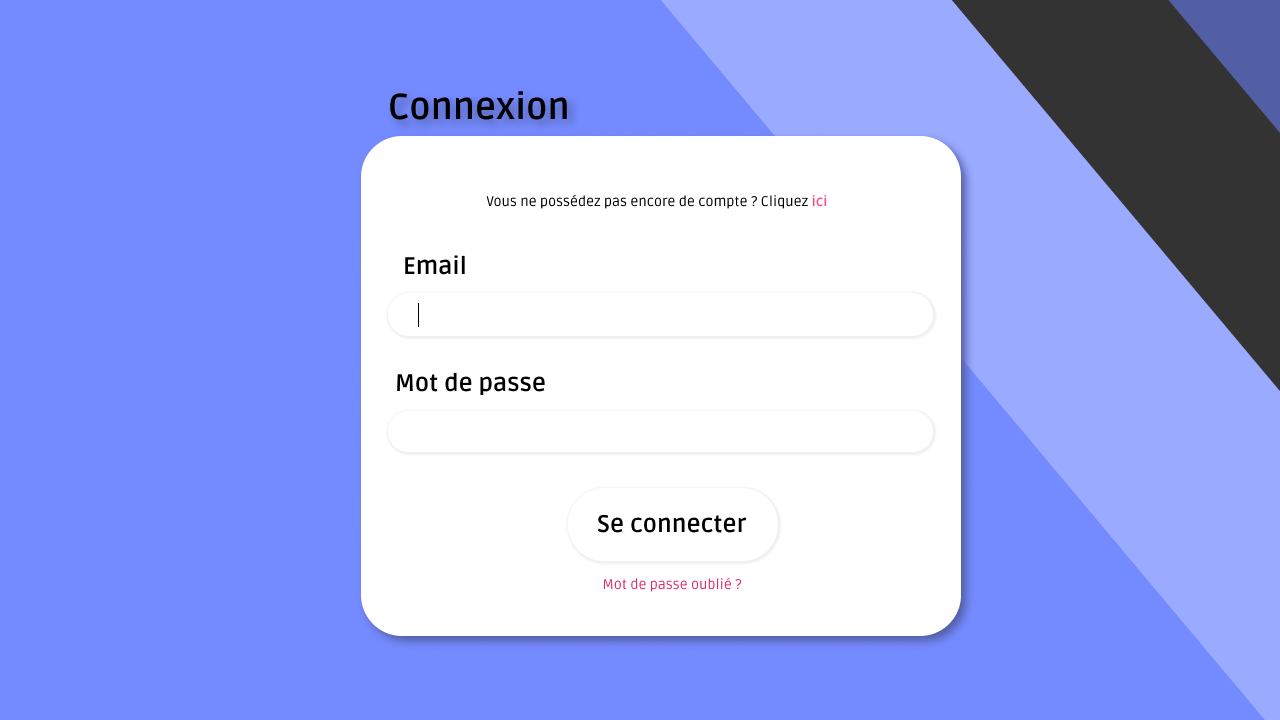 Connexion
Vous ne possédez pas encore de compte ? Cliquez ici
Email
Mot de passe
Se connecter
Mot de passe oublié ?